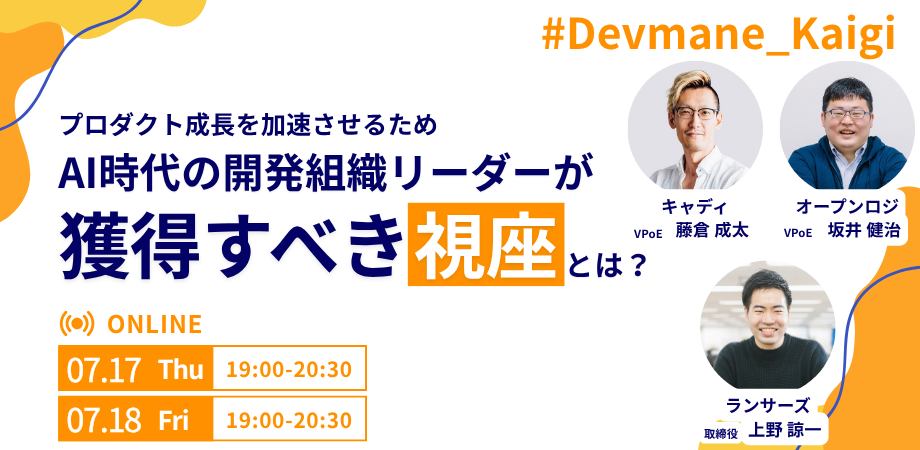 #Devmane_Kaigi
プロダクト成長を加速させるため
AI時代の開発組織リーダーが
獲得すべき視座とは？
ONLINE
07.17 Thu 19:00-20:30
07.18 Fri 19:00-20:30
キャディ
VPoE 藤倉 成太
オープンロジ
VPoE 坂井 健治
ランサーズ
取締役 上野 諒一